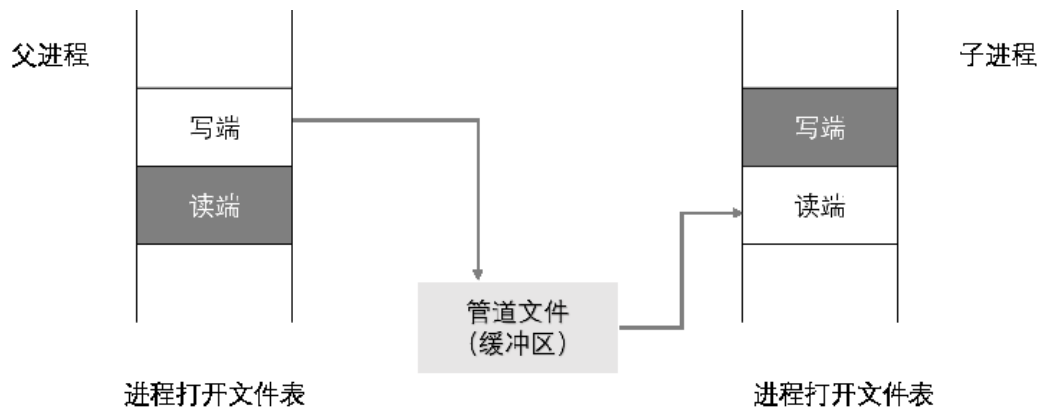 父进程
子进程
写端
写端
读端
读端
管道文件
(缓冲区)
进程打开文件表
进程打开文件表